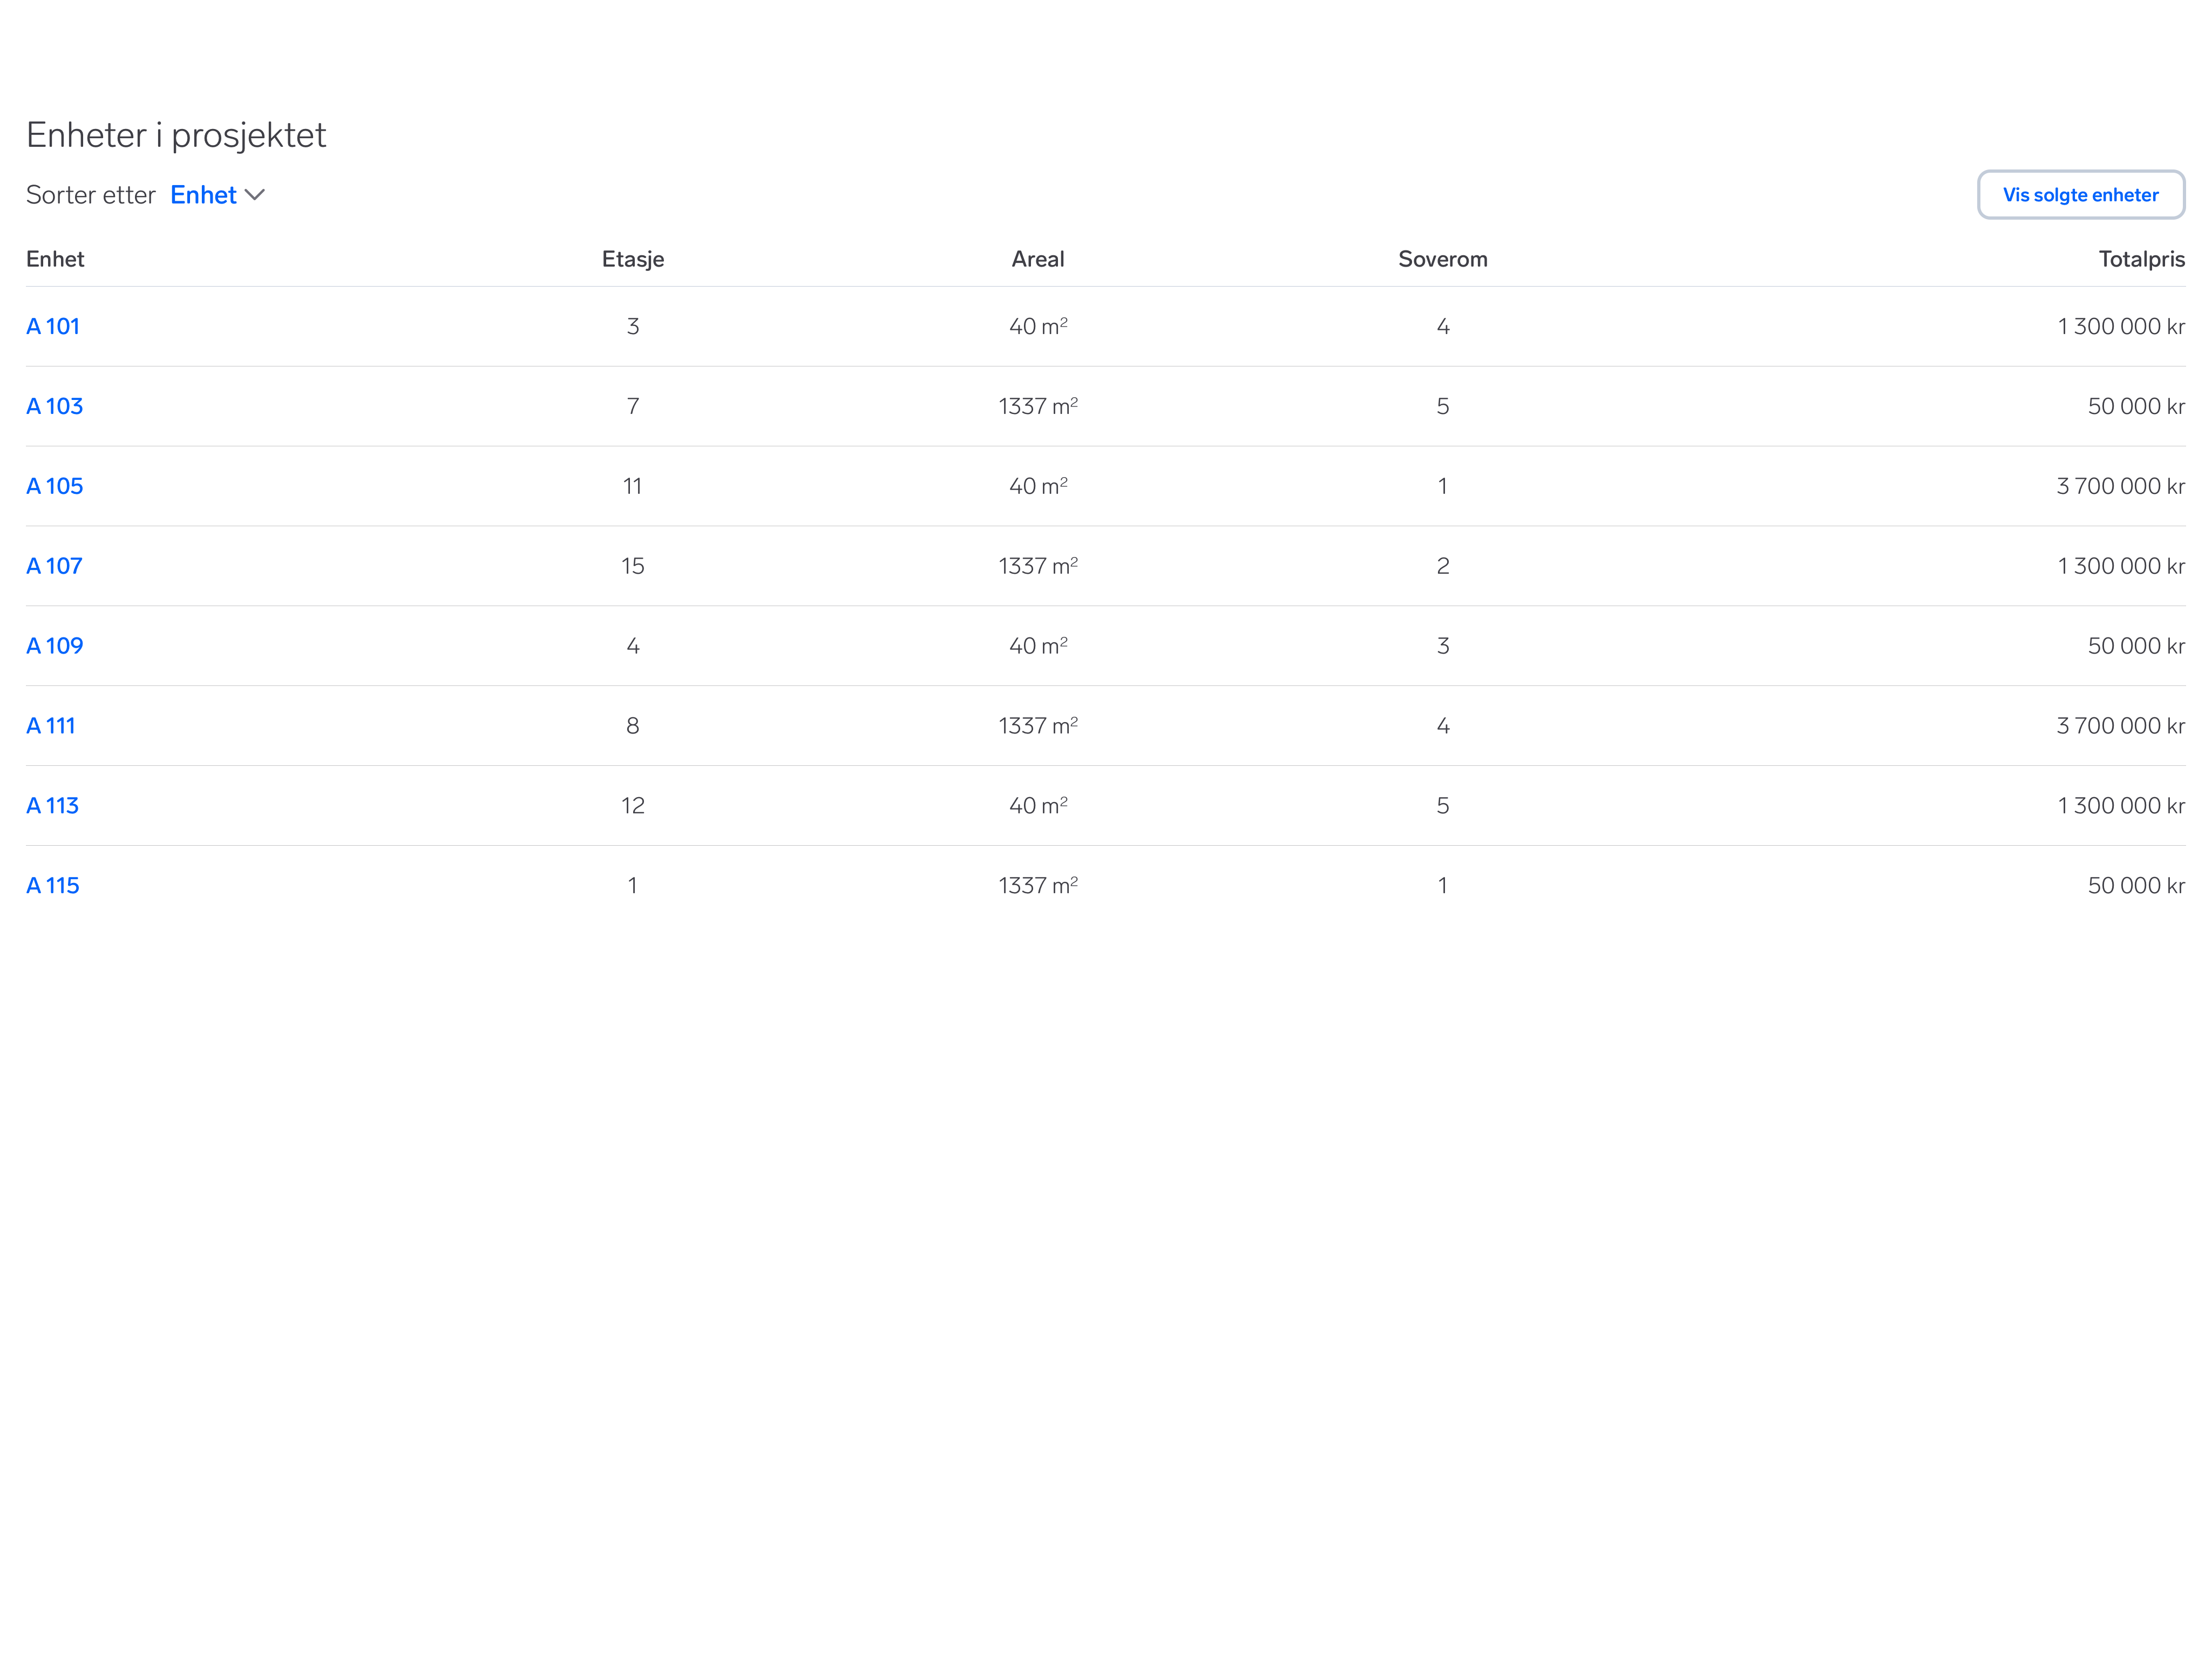 Enheter i prosjektet
Sorter etter Enhet
Vis solgte enheter
Enhet Etasje Areal Soverom Totalpris
A 101 3 40 m² 4 1 300 000 kr
A 103 7 1337 m² 5 50 000 kr
A 105 11 40 m² 1 3 700 000 kr
A 107 15 1337 m² 2 1 300 000 kr
A 109 4 40 m² 3 50 000 kr
A 111 8 1337 m² 4 3 700 000 kr
A 113 12 40 m² 5 1 300 000 kr
A 115 1 1337 m² 1 50 000 kr